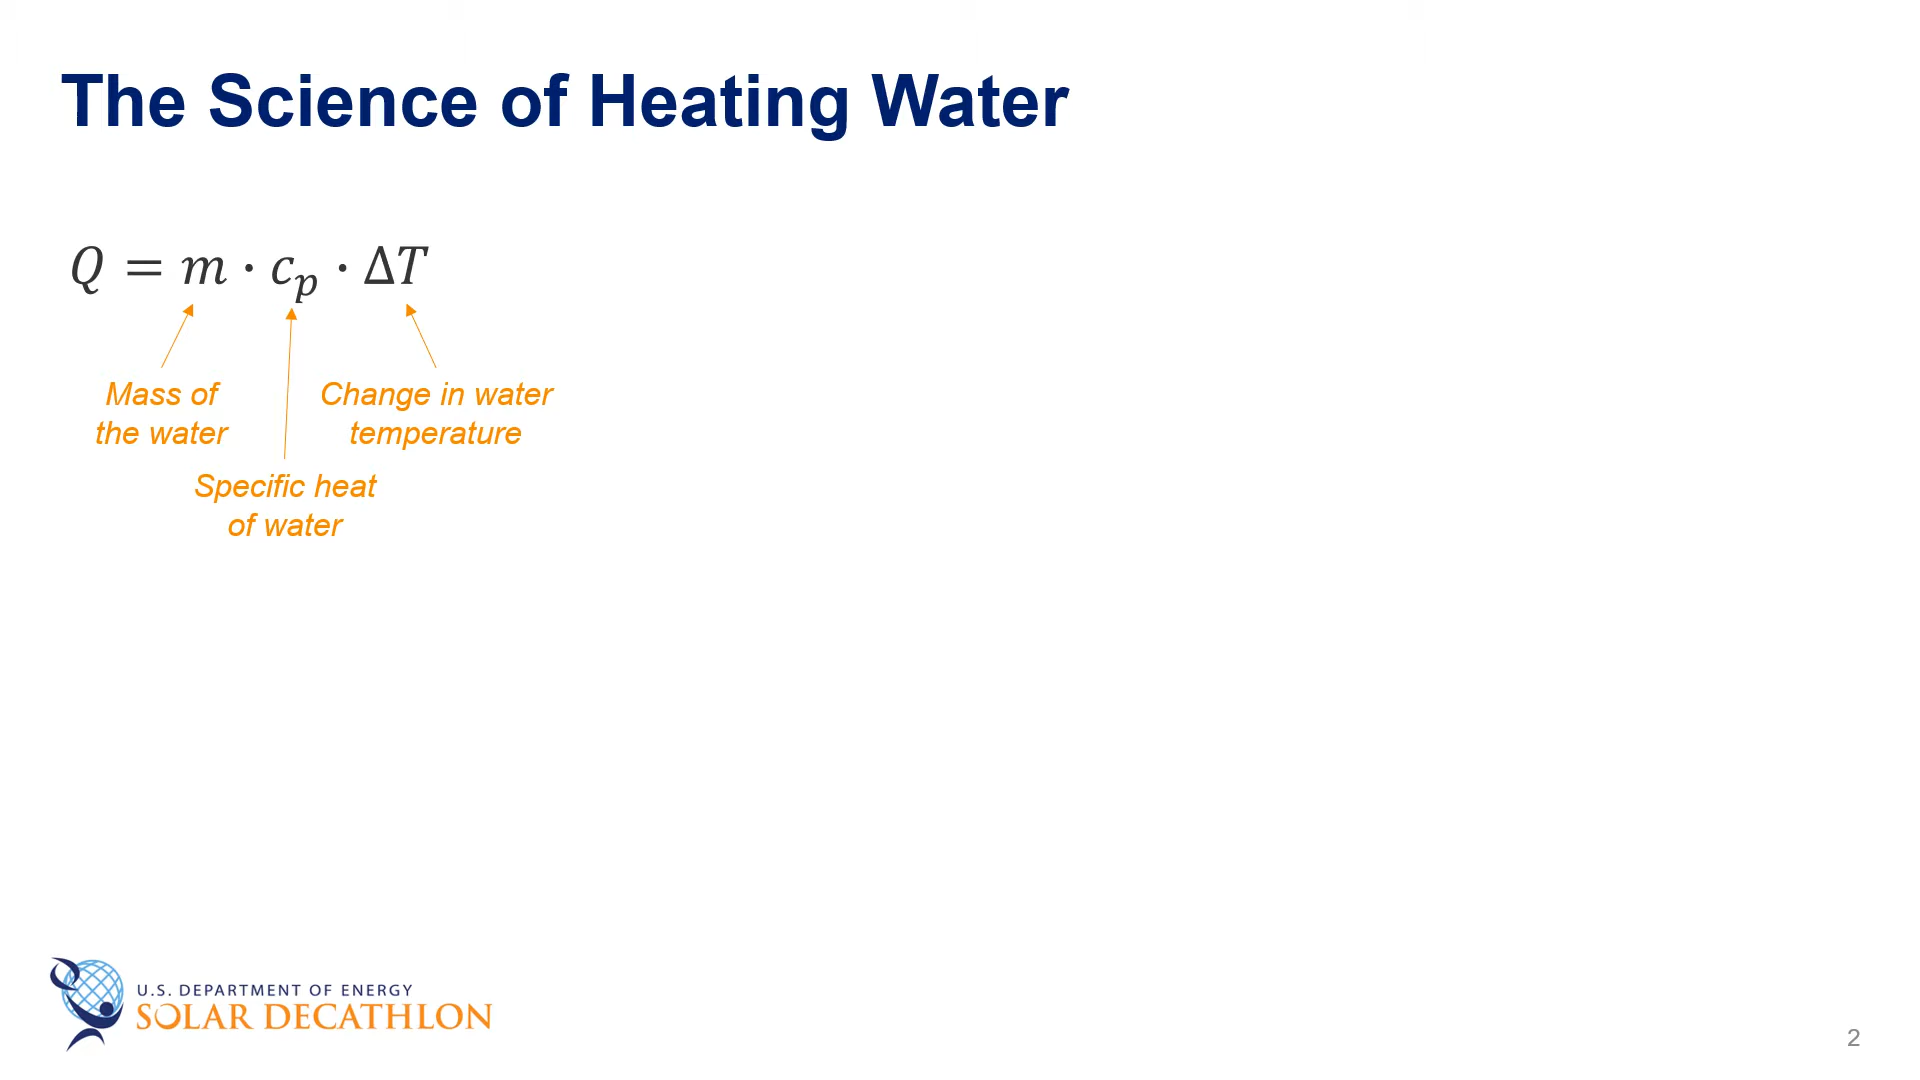 The Science of Heating Water
Q = m · c_p · ΔT
Mass of
the water
Change in water
temperature
Specific heat
of water
U.S. DEPARTMENT OF ENERGY
SOLAR DECATHLON
2